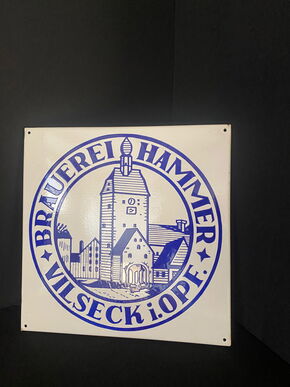 BRAUEREI HAMMER
VILSECK i. OPF.